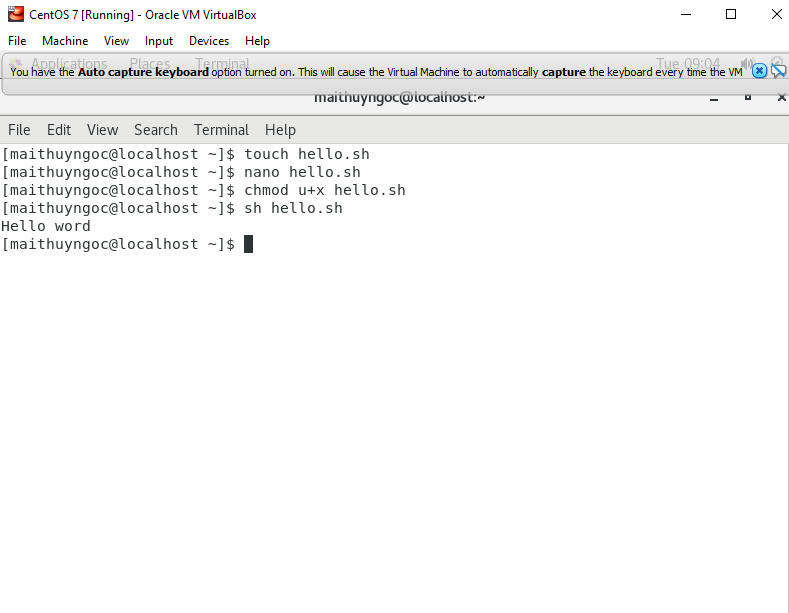 CentOS 7 [Running] - Oracle VM VirtualBox
File Machine View Input Devices Help
Applications Places Terminal Tue 09:04
You have the Auto capture keyboard option turned on. This will cause the Virtual Machine to automatically capture the keyboard every time the VM
maithuyngoc@localhost:~
File Edit View Search Terminal Help
[maithuyngoc@localhost ~]$ touch hello.sh
[maithuyngoc@localhost ~]$ nano hello.sh
[maithuyngoc@localhost ~]$ chmod u+x hello.sh
[maithuyngoc@localhost ~]$ sh hello.sh
Hello word
[maithuyngoc@localhost ~]$